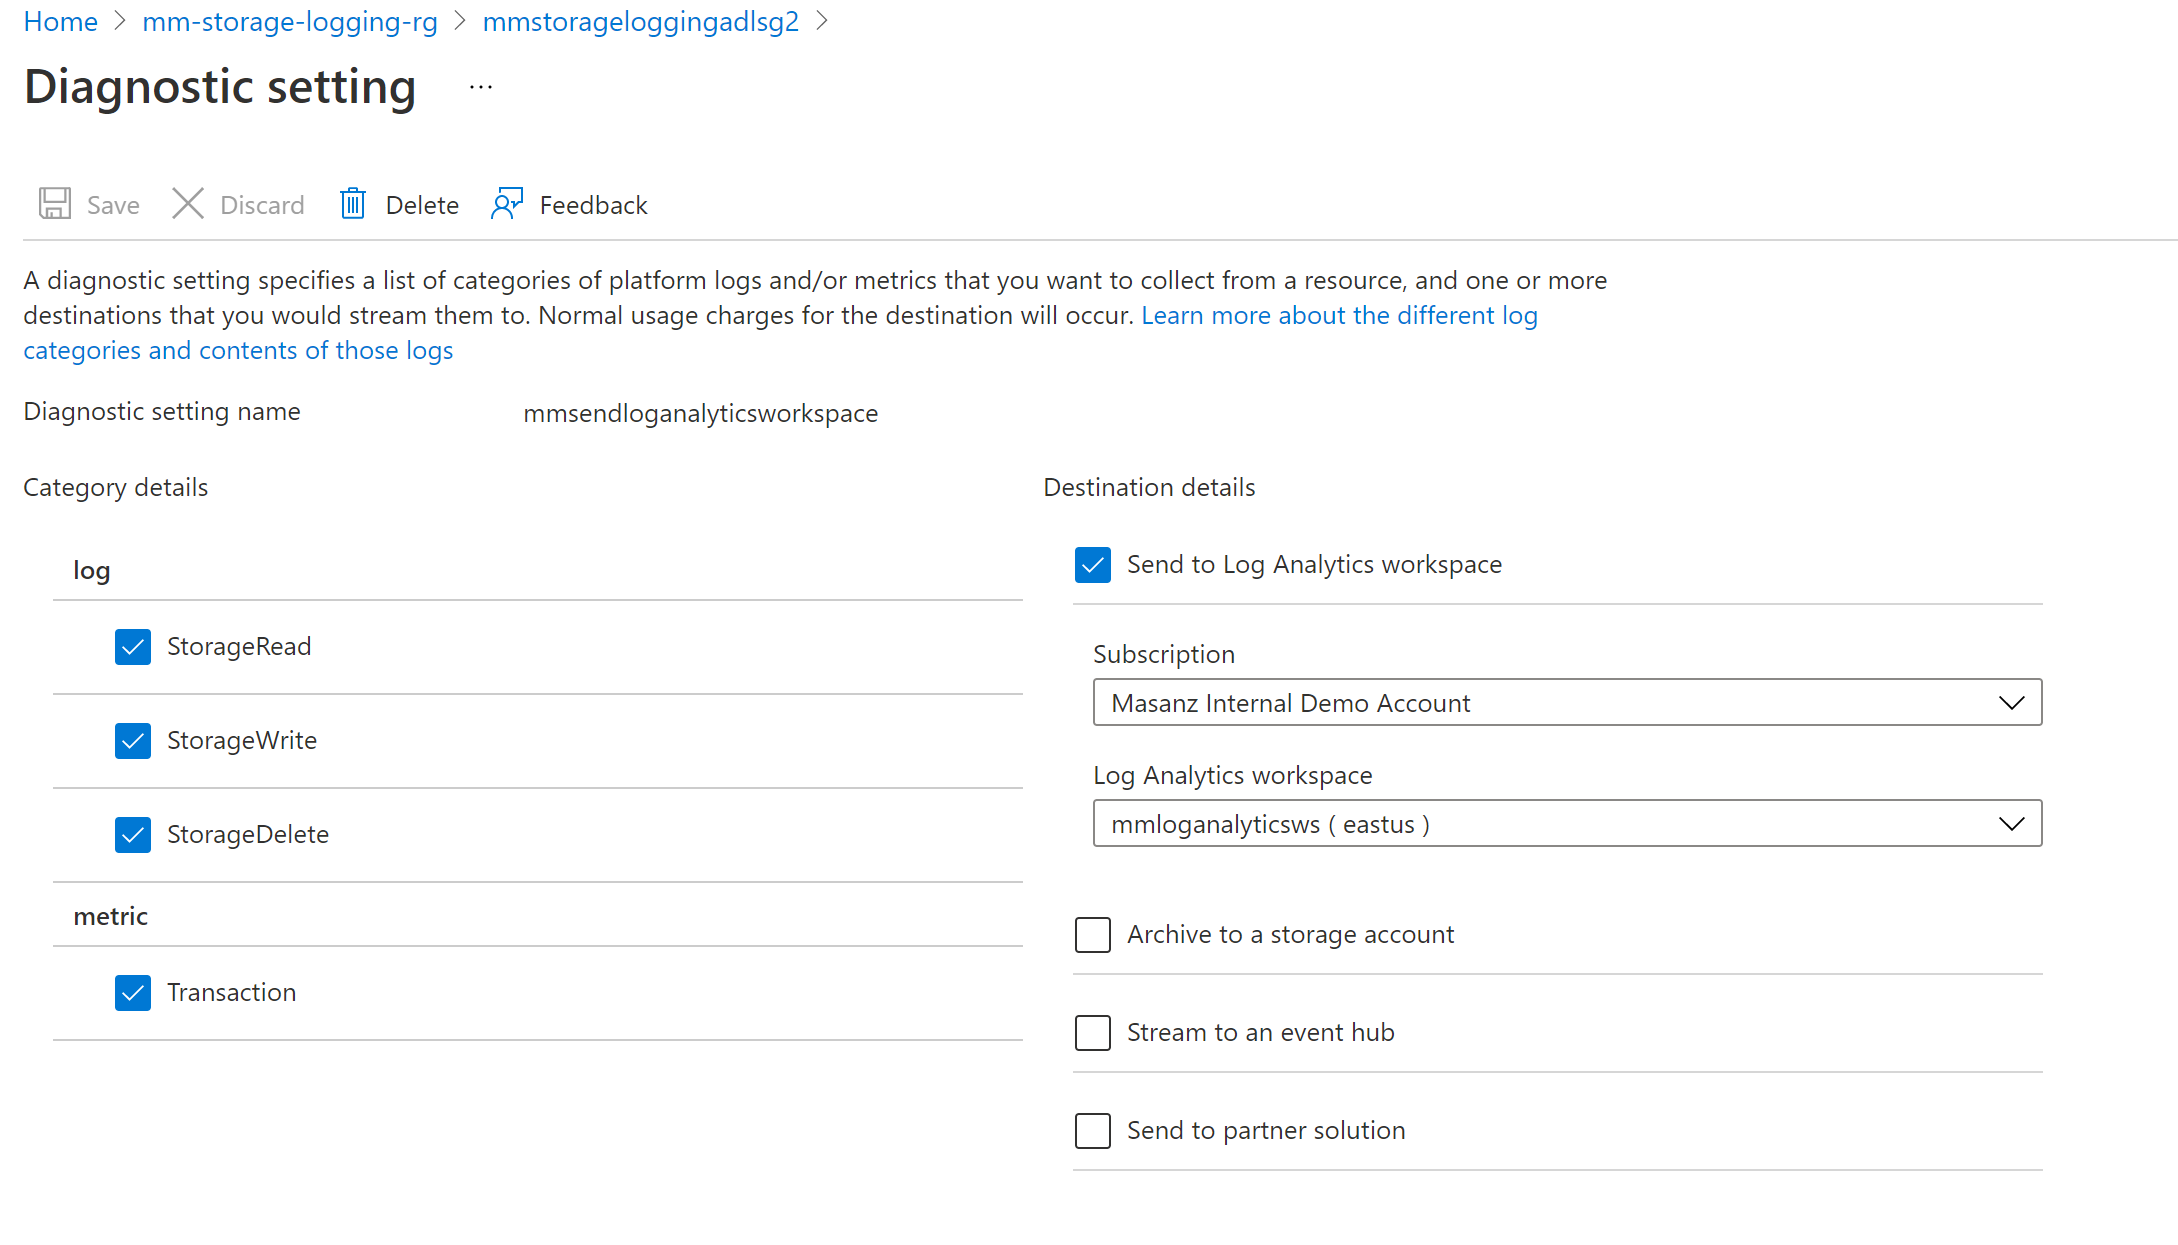 Home > mm-storage-logging-rg > mmstorageloggingadlsg2 >
Diagnostic setting ...
Save Discard Delete Feedback
A diagnostic setting specifies a list of categories of platform logs and/or metrics that you want to collect from a resource, and one or more
destinations that you would stream them to. Normal usage charges for the destination will occur. Learn more about the different log
categories and contents of those logs
Diagnostic setting name mmsendloganalyticsworkspace
Category details
log
StorageRead
StorageWrite
StorageDelete
metric
Transaction
Destination details
Send to Log Analytics workspace
Subscription
Masanz Internal Demo Account
Log Analytics workspace
mmloganalyticsws ( eastus )
Archive to a storage account
Stream to an event hub
Send to partner solution